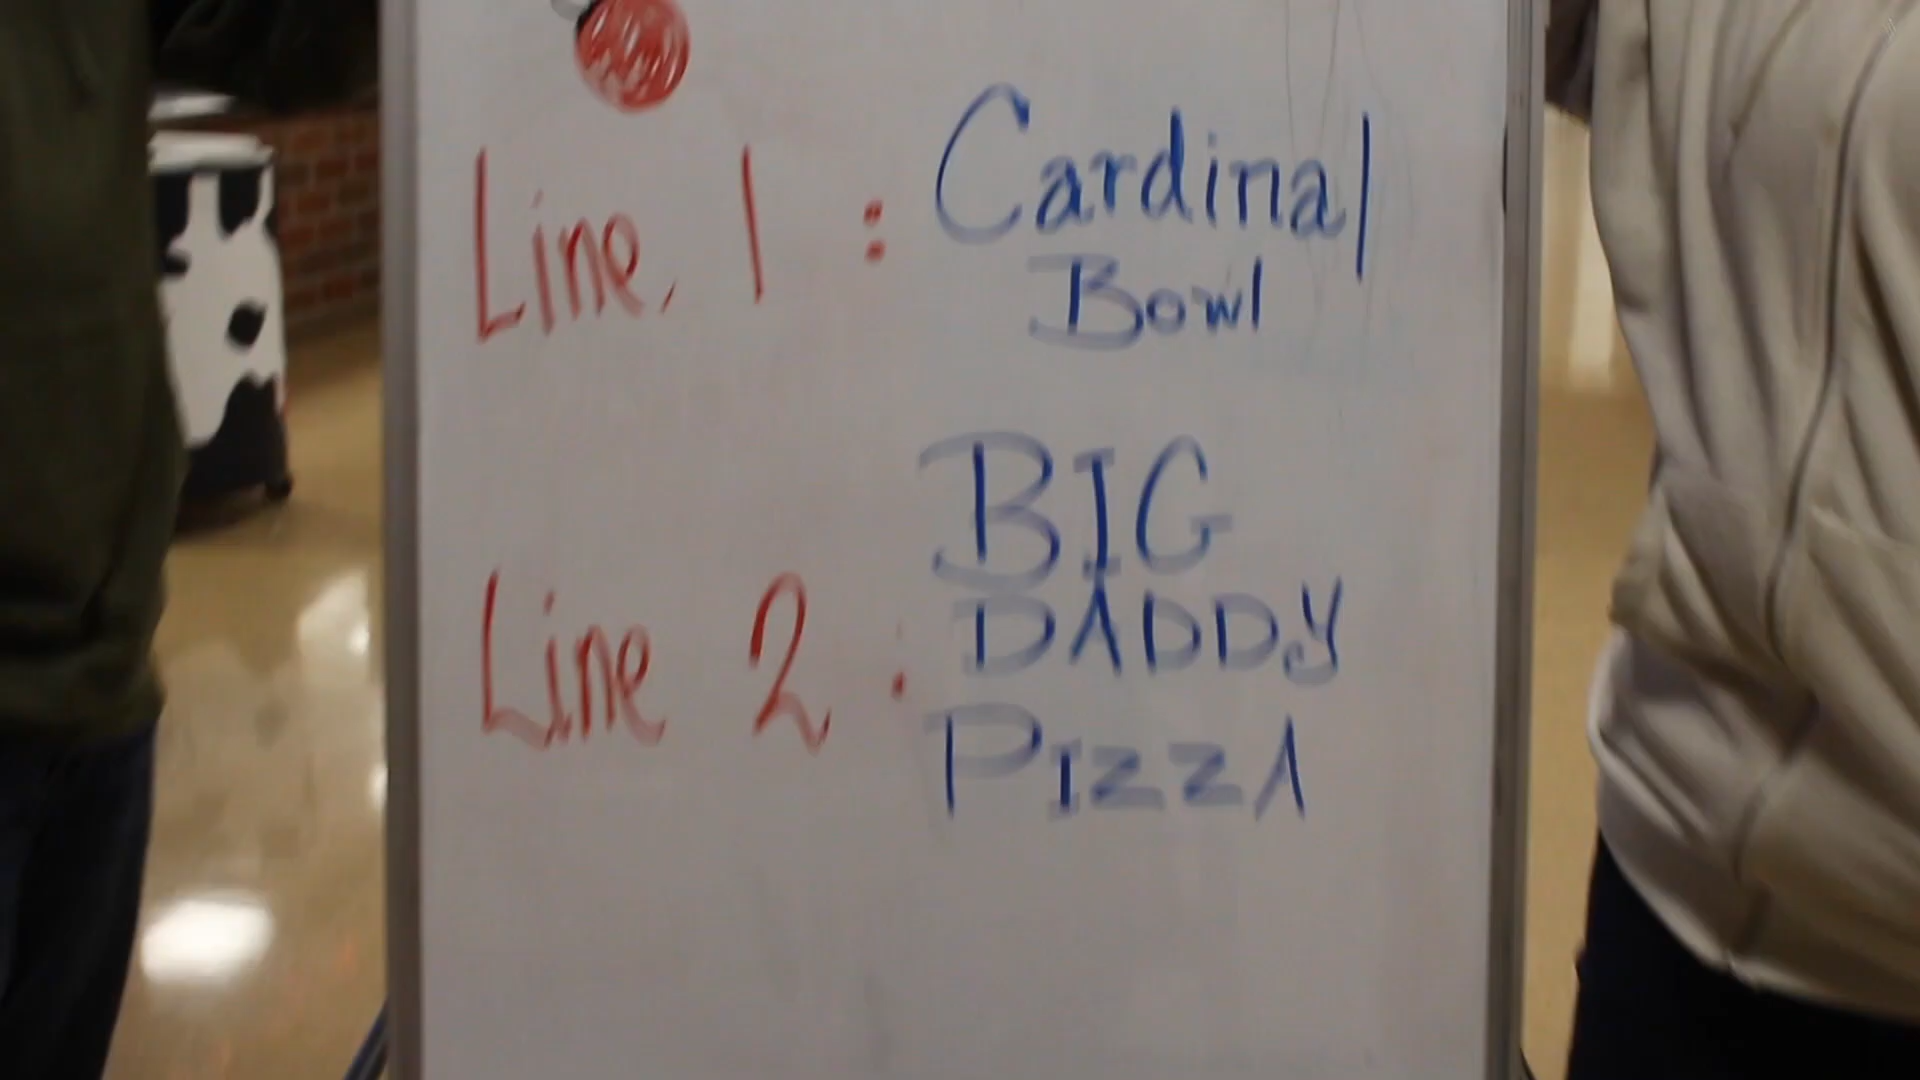 Line 1 : Cardinal
Bowl
BIG
Line 2 : DADDY
PIZZA